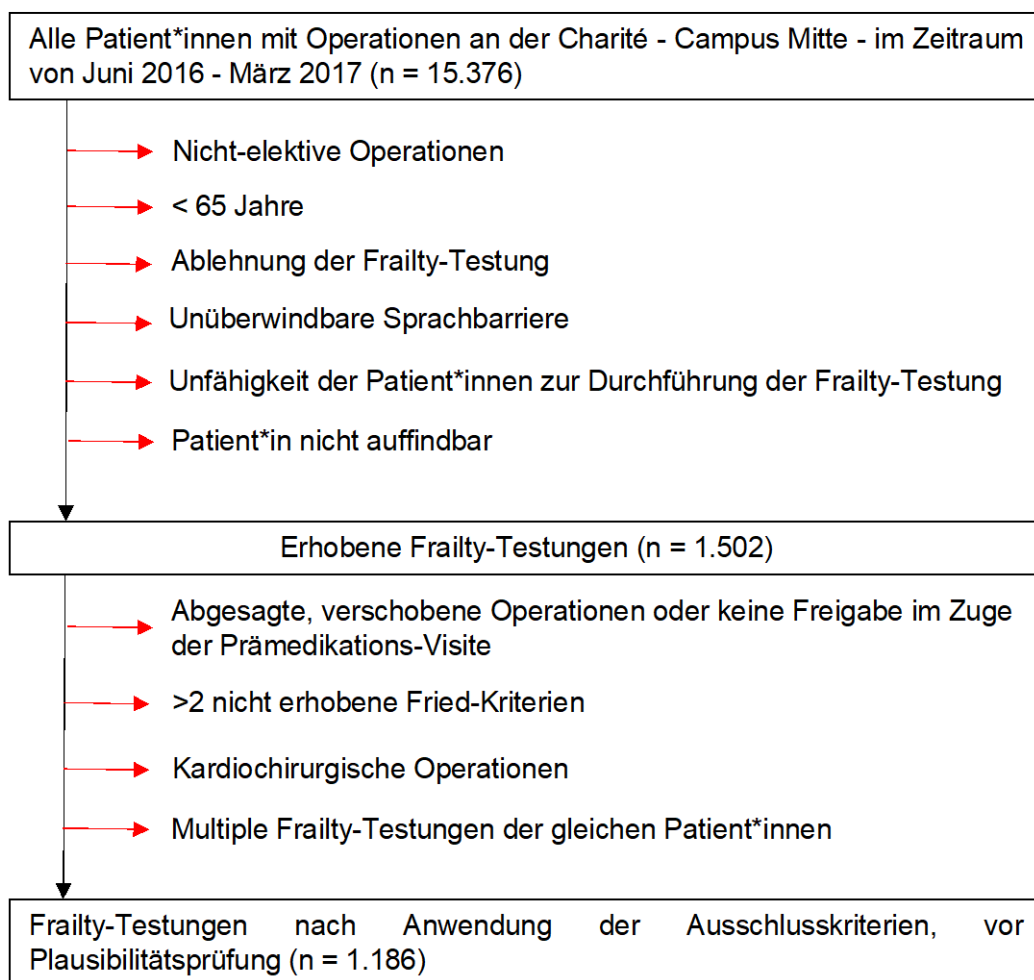 Alle Patient*innen mit Operationen an der Charité - Campus Mitte - im Zeitraum
von Juni 2016 - März 2017 (n = 15.376)
Nicht-elektive Operationen
< 65 Jahre
Ablehnung der Frailty-Testung
Unüberwindbare Sprachbarriere
Unfähigkeit der Patient*innen zur Durchführung der Frailty-Testung
Patient*in nicht auffindbar
Erhobene Frailty-Testungen (n = 1.502)
Abgesagte, verschobene Operationen oder keine Freigabe im Zuge
der Prämedikations-Visite
>2 nicht erhobene Fried-Kriterien
Kardiochirurgische Operationen
Multiple Frailty-Testungen der gleichen Patient*innen
Frailty-Testungen nach Anwendung der Ausschlusskriterien, vor
Plausibilitätsprüfung (n = 1.186)